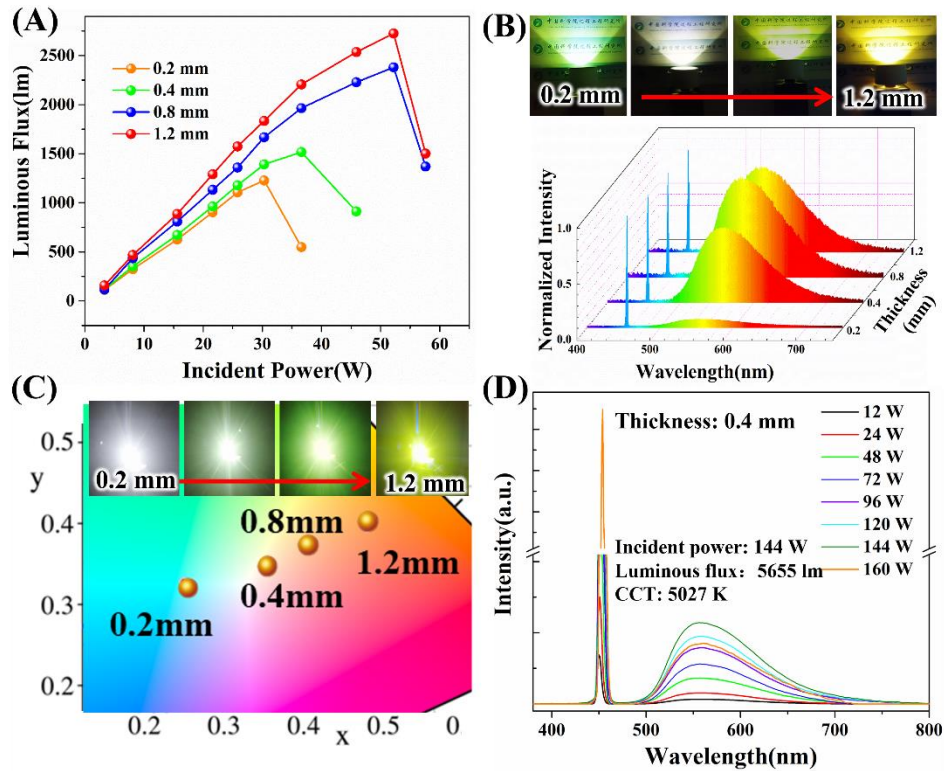 (A)
Luminous Flux(lm)
2500
2000
1500
1000
500
0
0.2 mm
0.4 mm
0.8 mm
1.2 mm
0
10
20
30
40
50
60
Incident Power(W)
(B)
0.2 mm
1.2 mm
Normalized Intensity
1.0
0.5
0.0
400
500
600
700
Wavelength(nm)
1.2
0.8
0.4
0.2
Thickness
(mm)
(C)
0.2 mm
1.2 mm
0.5
y
0.4
0.3
0.2
0.8mm
1.2mm
0.4mm
0.2mm
0.2
0.3
x
0.4
0.5
0
(D)
Intensity(a.u.)
Thickness: 0.4 mm
12 W
24 W
48 W
72 W
96 W
120 W
144 W
160 W
Incident power: 144 W
Luminous flux： 5655 lm
CCT: 5027 K
400
500
600
700
800
Wavelength(nm)